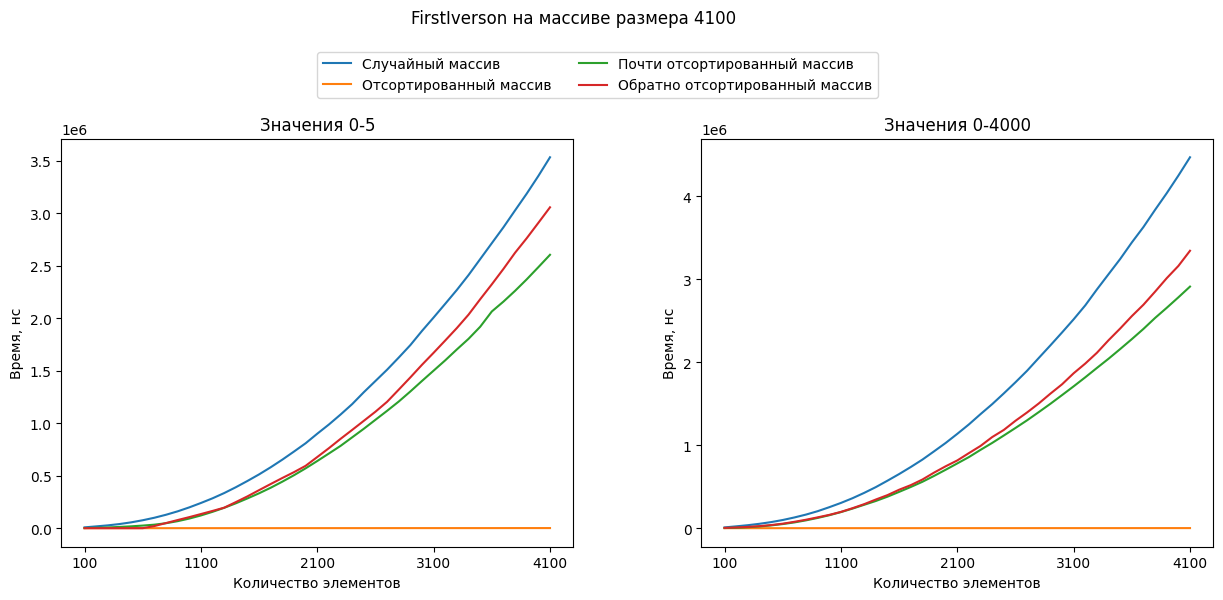 FirstIverson на массиве размера 4100
Случайный массив
Отсортированный массив
Почти отсортированный массив
Обратно отсортированный массив
Значения 0-5
1e6
3.5
3.0
2.5
2.0
1.5
1.0
0.5
0.0
Время, нс
100 1100 2100 3100 4100
Количество элементов
Значения 0-4000
1e6
4
3
2
1
0
Время, нс
100 1100 2100 3100 4100
Количество элементов